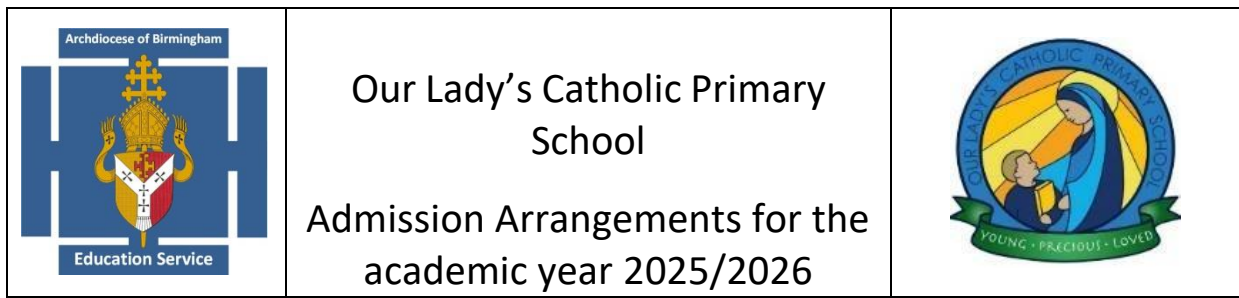 Archdiocese of Birmingham
Education Service
Our Lady’s Catholic Primary
School
Admission Arrangements for the
academic year 2025/2026
OUR LADY'S CATHOLIC PRIMARY SCHOOL
YOUNG · PRECIOUS · LOVED